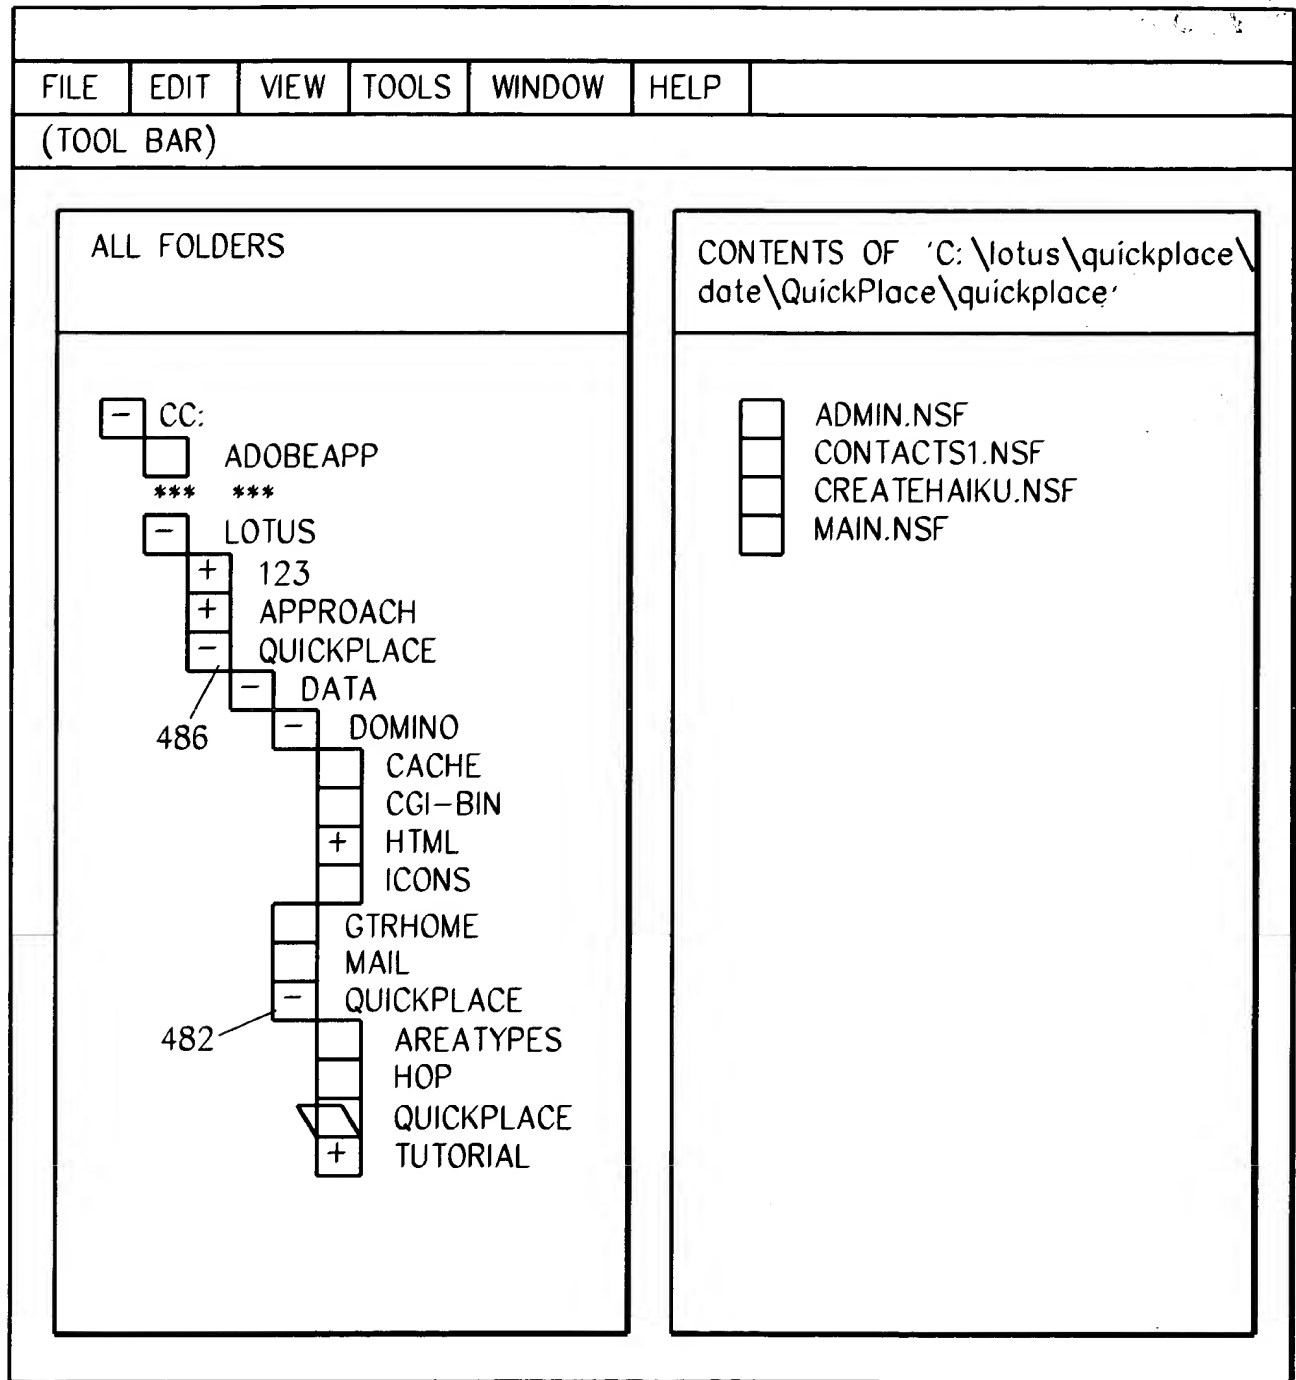 FILE EDIT VIEW TOOLS WINDOW HELP
(TOOL BAR)
ALL FOLDERS
- CC:
ADOBEAPP
*** ***
- LOTUS
+ 123
+ APPROACH
- QUICKPLACE
486
- DATA
- DOMINO
CACHE
CGI-BIN
+ HTML
ICONS
GTRHOME
MAIL
- QUICKPLACE
482
AREATYPES
HOP
QUICKPLACE
+ TUTORIAL
CONTENTS OF 'C:\lotus\quickplace\
date\QuickPlace\quickplace'
ADMIN.NSF
CONTACTS1.NSF
CREATEHAIKU.NSF
MAIN.NSF